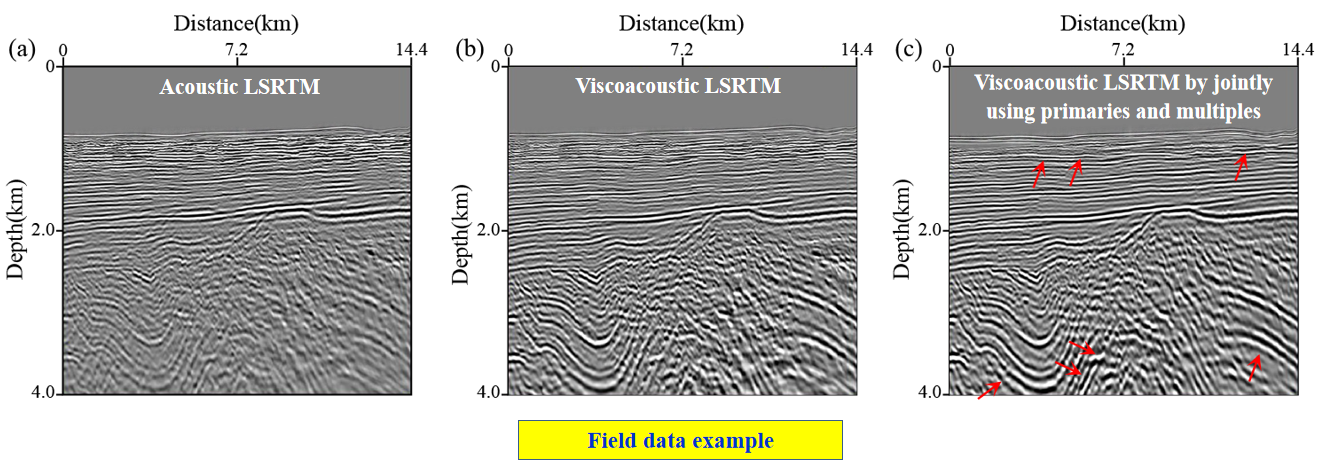 Distance(km)
(a) 0 7.2 14.4
0
Acoustic LSRTM
Depth(km)
2.0
4.0
Distance(km)
(b) 0 7.2 14.4
0
Viscoacoustic LSRTM
Depth(km)
2.0
4.0
Distance(km)
(c) 0 7.2 14.4
0
Viscoacoustic LSRTM by jointly
using primaries and multiples
Depth(km)
2.0
4.0
Field data example